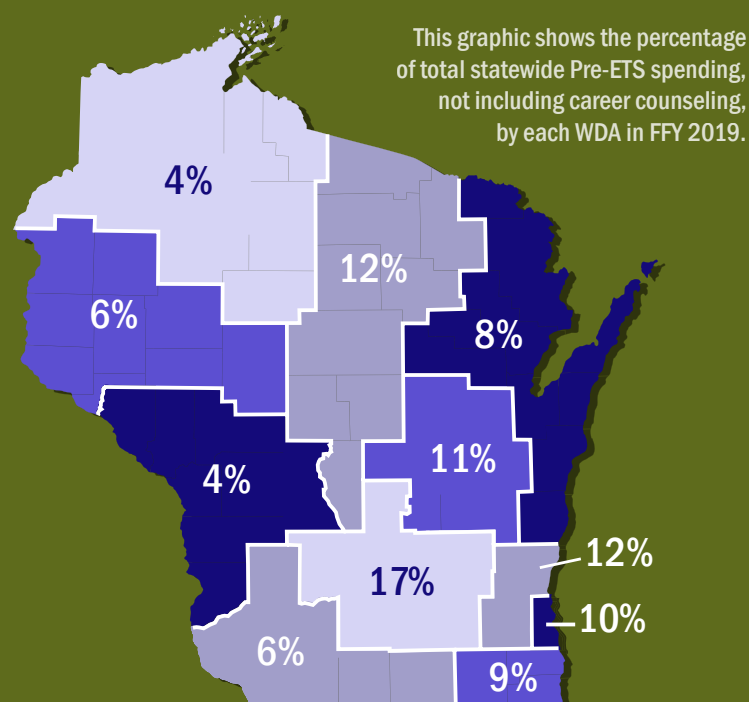 This graphic shows the percentage
of total statewide Pre-ETS spending,
not including career counseling,
by each WDA in FFY 2019.
4%
12%
6%
8%
11%
4%
12%
17%
10%
6%
9%